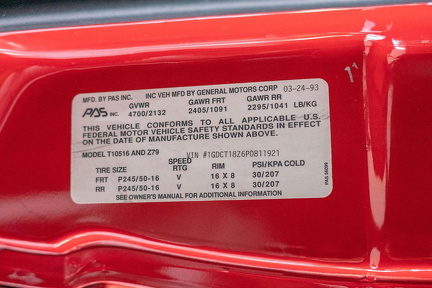 MFD. BY PAS INC. INC VEH MFD BY GENERAL MOTORS CORP 03-24-93
PAS INC. GVWR 4700/2132 GAWR FRT 2405/1091 GAWR RR 2295/1041 LB/KG
THIS VEHICLE CONFORMS TO ALL APPLICABLE U.S.
FEDERAL MOTOR VEHICLE SAFETY STANDARDS IN EFFECT
ON THE DATE OF MANUFACTURE SHOWN ABOVE.
MODEL T10516 AND Z79 VIN #1GDCT18Z6P0811921
TIRE SIZE SPEED RTG RIM PSI/KPA COLD
FRT P245/50-16 V 16 X 8 30/207
RR P245/50-16 V 16 X 8 30/207
SEE OWNER'S MANUAL FOR ADDITIONAL INFORMATION